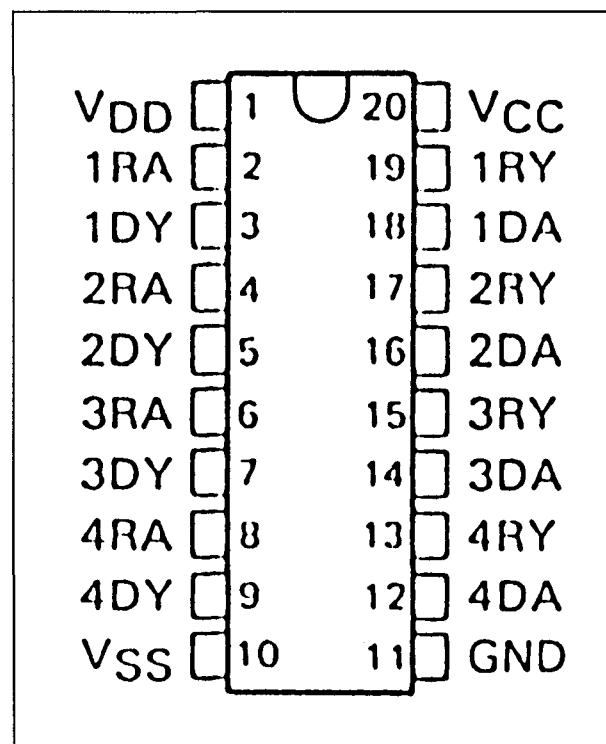 VDD 1 20 VCC
1RA 2 19 1RY
1DY 3 18 1DA
2RA 4 17 2RY
2DY 5 16 2DA
3RA 6 15 3RY
3DY 7 14 3DA
4RA 8 13 4RY
4DY 9 12 4DA
VSS 10 11 GND